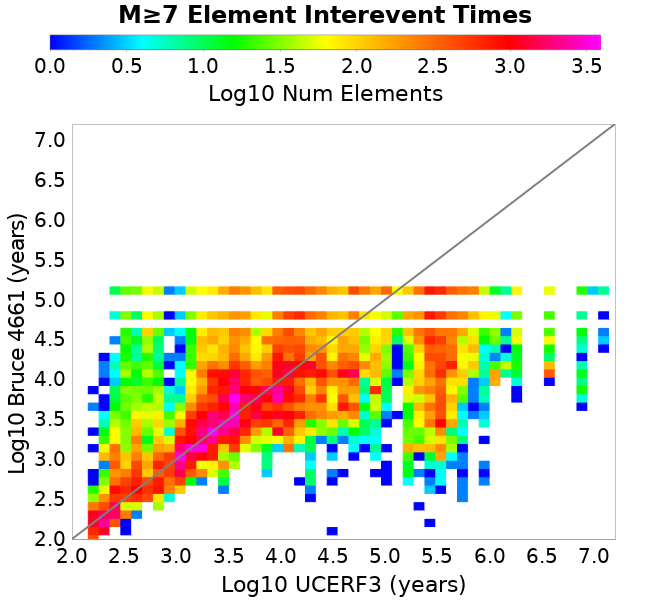 M≥7 Element Interevent Times
0.0 0.5 1.0 1.5 2.0 2.5 3.0 3.5
Log10 Num Elements
7.0
6.5
6.0
5.5
5.0
4.5
4.0
3.5
3.0
2.5
2.0
Log10 Bruce 4661 (years)
2.0 2.5 3.0 3.5 4.0 4.5 5.0 5.5 6.0 6.5 7.0
Log10 UCERF3 (years)